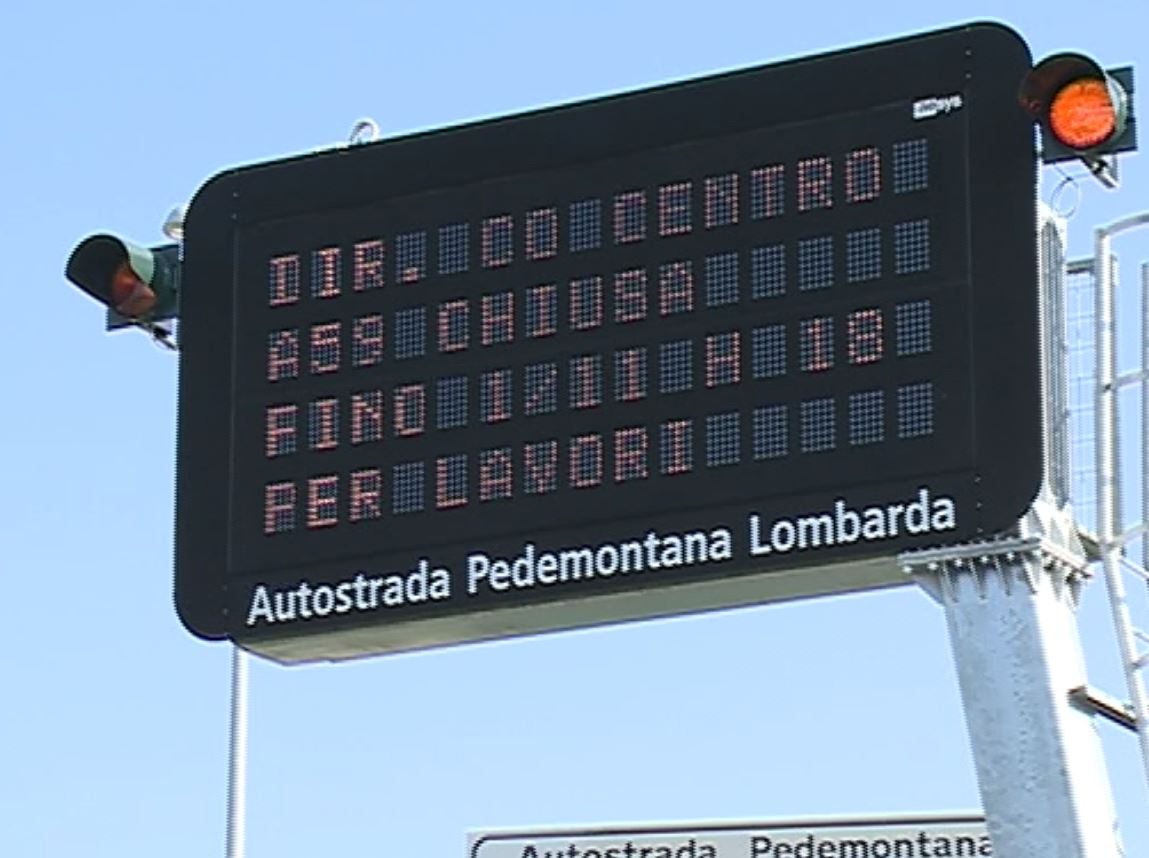 DIR. CO CENTRO
A59 CHIUSA
FINO 1/11 H 18
PER LAVORI
Autostrada Pedemontana Lombarda
Autostrada Pedemontana